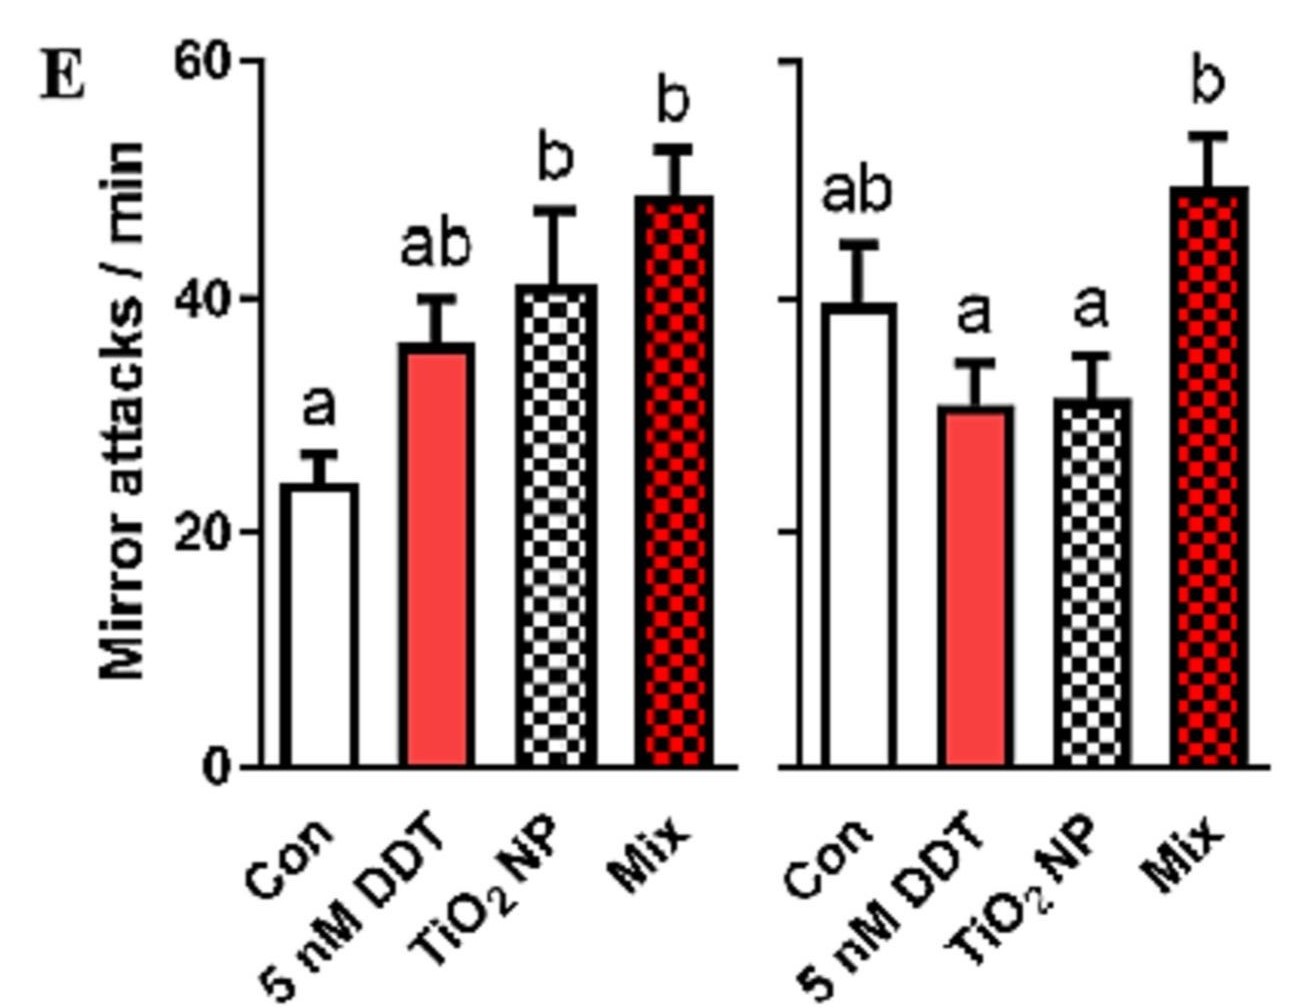 E
Mirror attacks / min
60
40
20
0
a
ab
b
b
ab
a
a
b
Con
5 nM DDT
TiO₂ NP
Mix
Con
5 nM DDT
TiO₂ NP
Mix